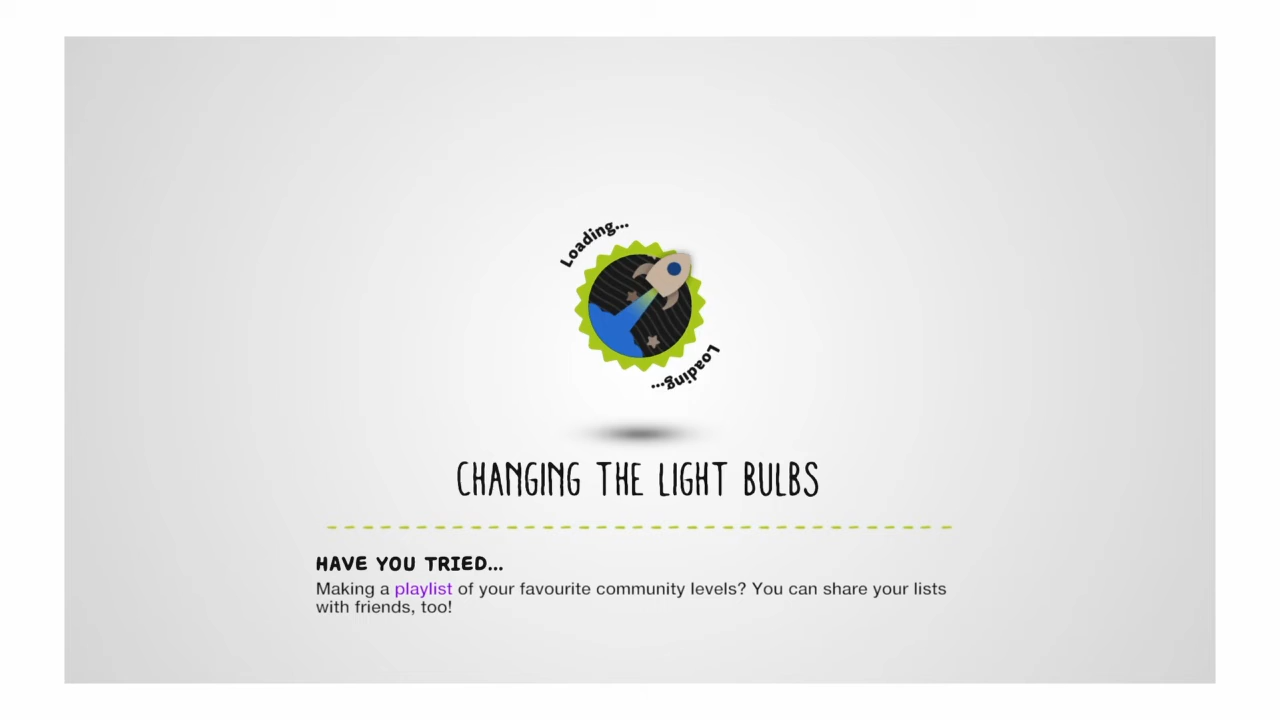 Loading...
Loading...
CHANGING THE LIGHT BULBS
HAVE YOU TRIED...
Making a playlist of your favourite community levels? You can share your lists
with friends, too!